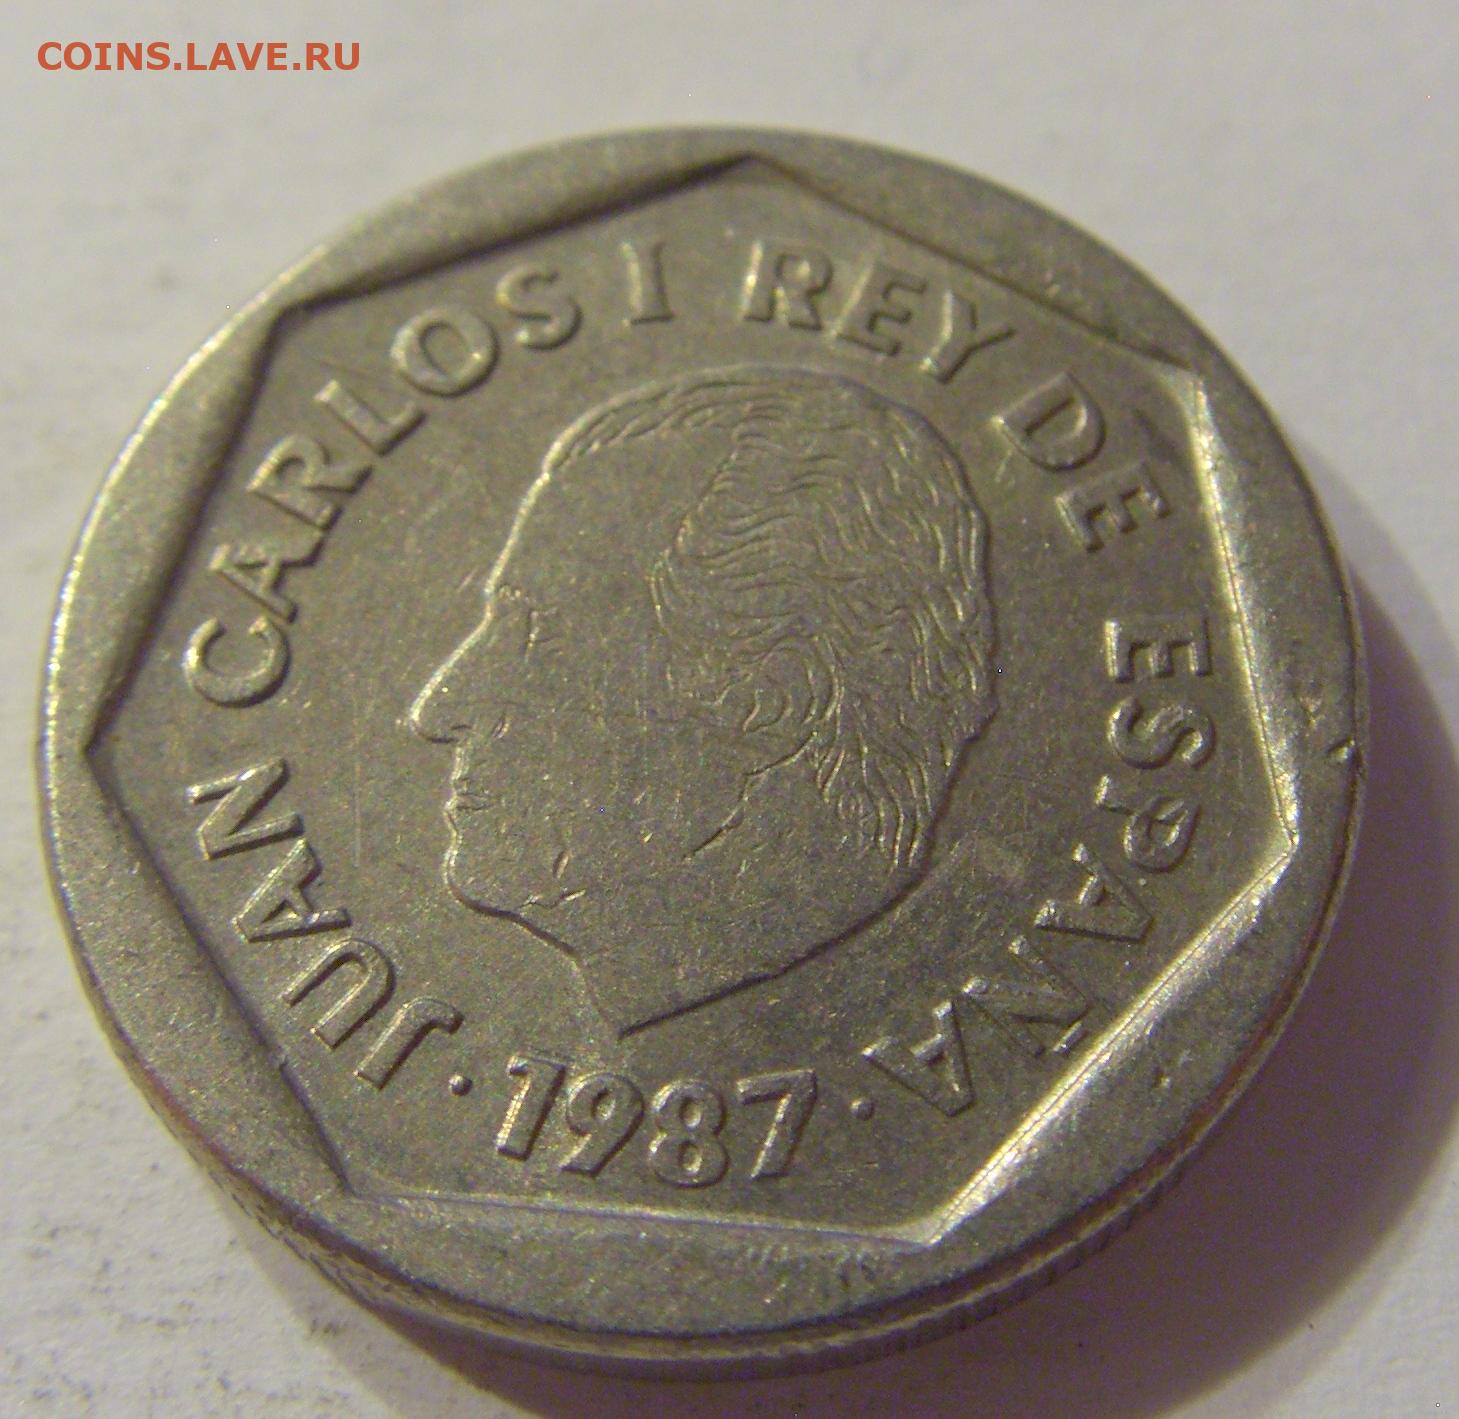 COINS.LAVE.RU
JUAN CARLOS I REY DE ESPAÑA
· 1987 ·